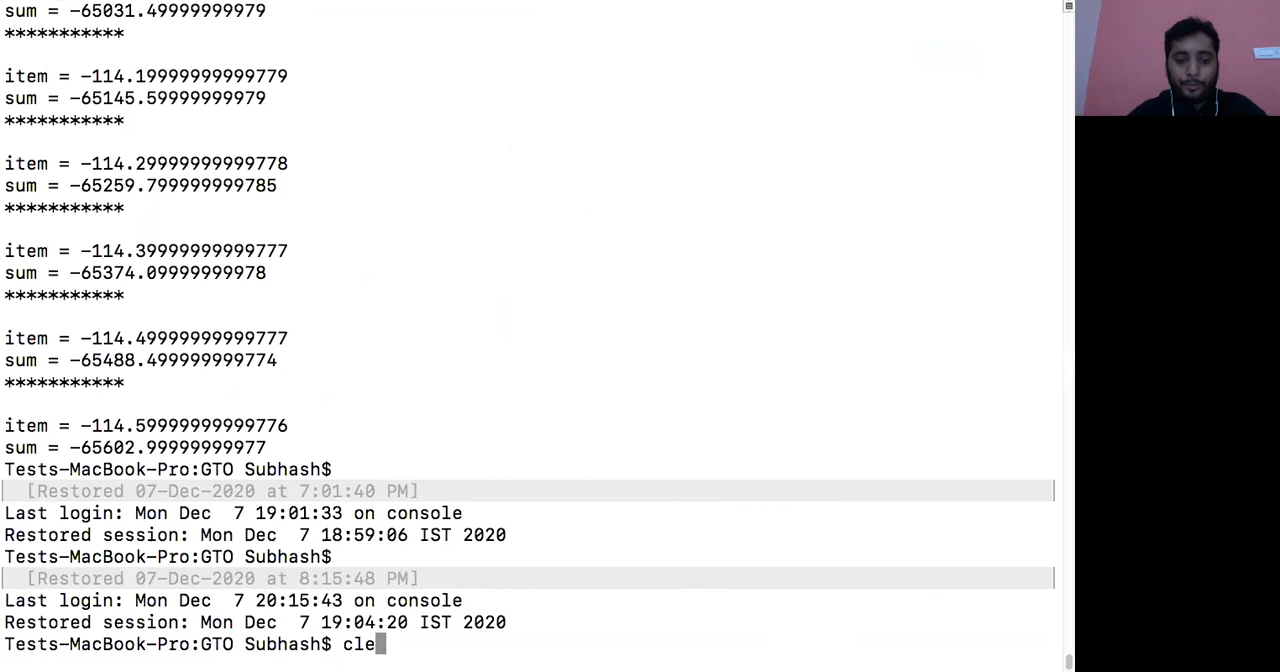 sum = -65031.49999999979
***********
item = -114.19999999999779
sum = -65145.59999999979
***********
item = -114.29999999999778
sum = -65259.799999999785
***********
item = -114.39999999999777
sum = -65374.09999999978
***********
item = -114.49999999999777
sum = -65488.499999999774
***********
item = -114.59999999999776
sum = -65602.99999999977
Tests-MacBook-Pro:GTO Subhash$
[Restored 07-Dec-2020 at 7:01:40 PM]
Last login: Mon Dec  7 19:01:33 on console
Restored session: Mon Dec  7 18:59:06 IST 2020
Tests-MacBook-Pro:GTO Subhash$
[Restored 07-Dec-2020 at 8:15:48 PM]
Last login: Mon Dec  7 20:15:43 on console
Restored session: Mon Dec  7 19:04:20 IST 2020
Tests-MacBook-Pro:GTO Subhash$ cle